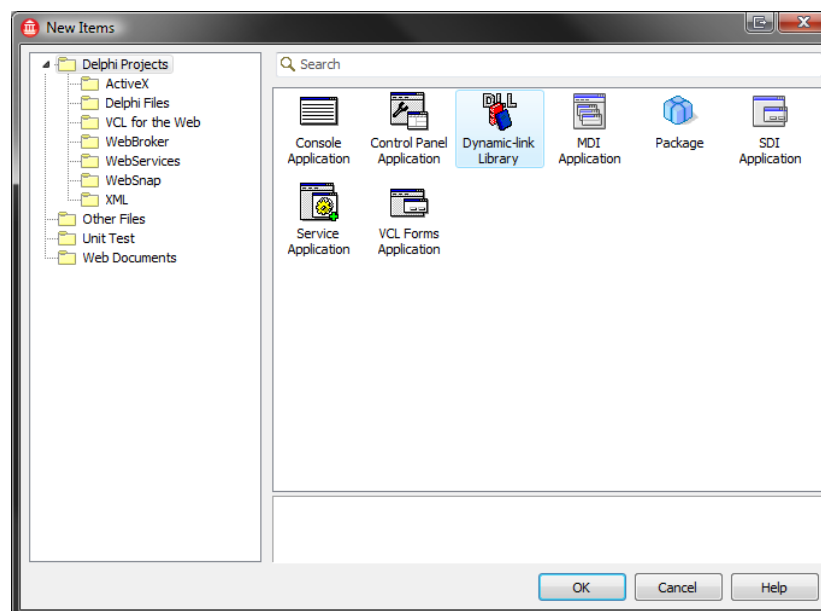 New Items
Delphi Projects
ActiveX
Delphi Files
VCL for the Web
WebBroker
WebServices
WebSnap
XML
Other Files
Unit Test
Web Documents
Search
DLL
Console
Application
Control Panel
Application
Dynamic-link
Library
MDI
Application
Package
SDI
Application
Service
Application
VCL Forms
Application
OK
Cancel
Help